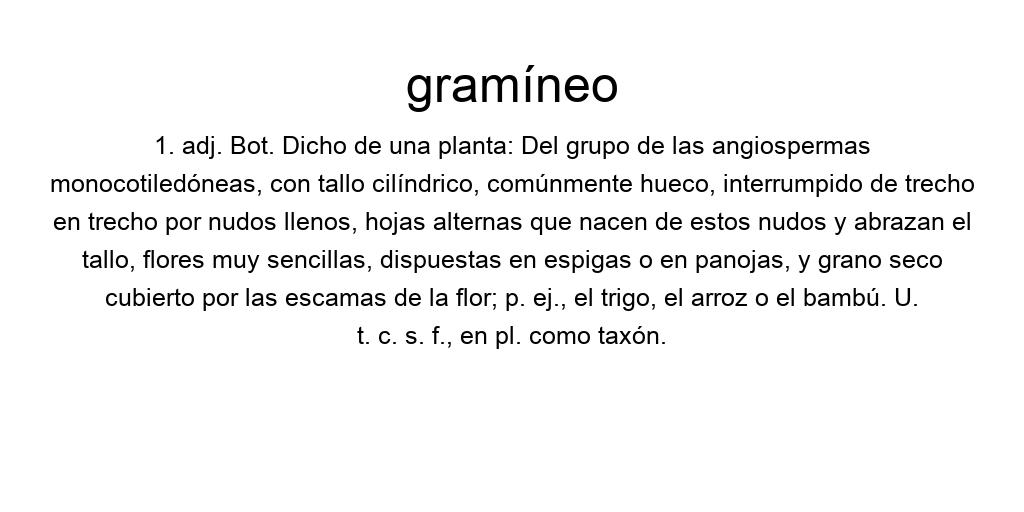 gramíneo
1. adj. Bot. Dicho de una planta: Del grupo de las angiospermas
monocotiledóneas, con tallo cilíndrico, comúnmente hueco, interrumpido de trecho
en trecho por nudos llenos, hojas alternas que nacen de estos nudos y abrazan el
tallo, flores muy sencillas, dispuestas en espigas o en panojas, y grano seco
cubierto por las escamas de la flor; p. ej., el trigo, el arroz o el bambú. U.
t. c. s. f., en pl. como taxón.